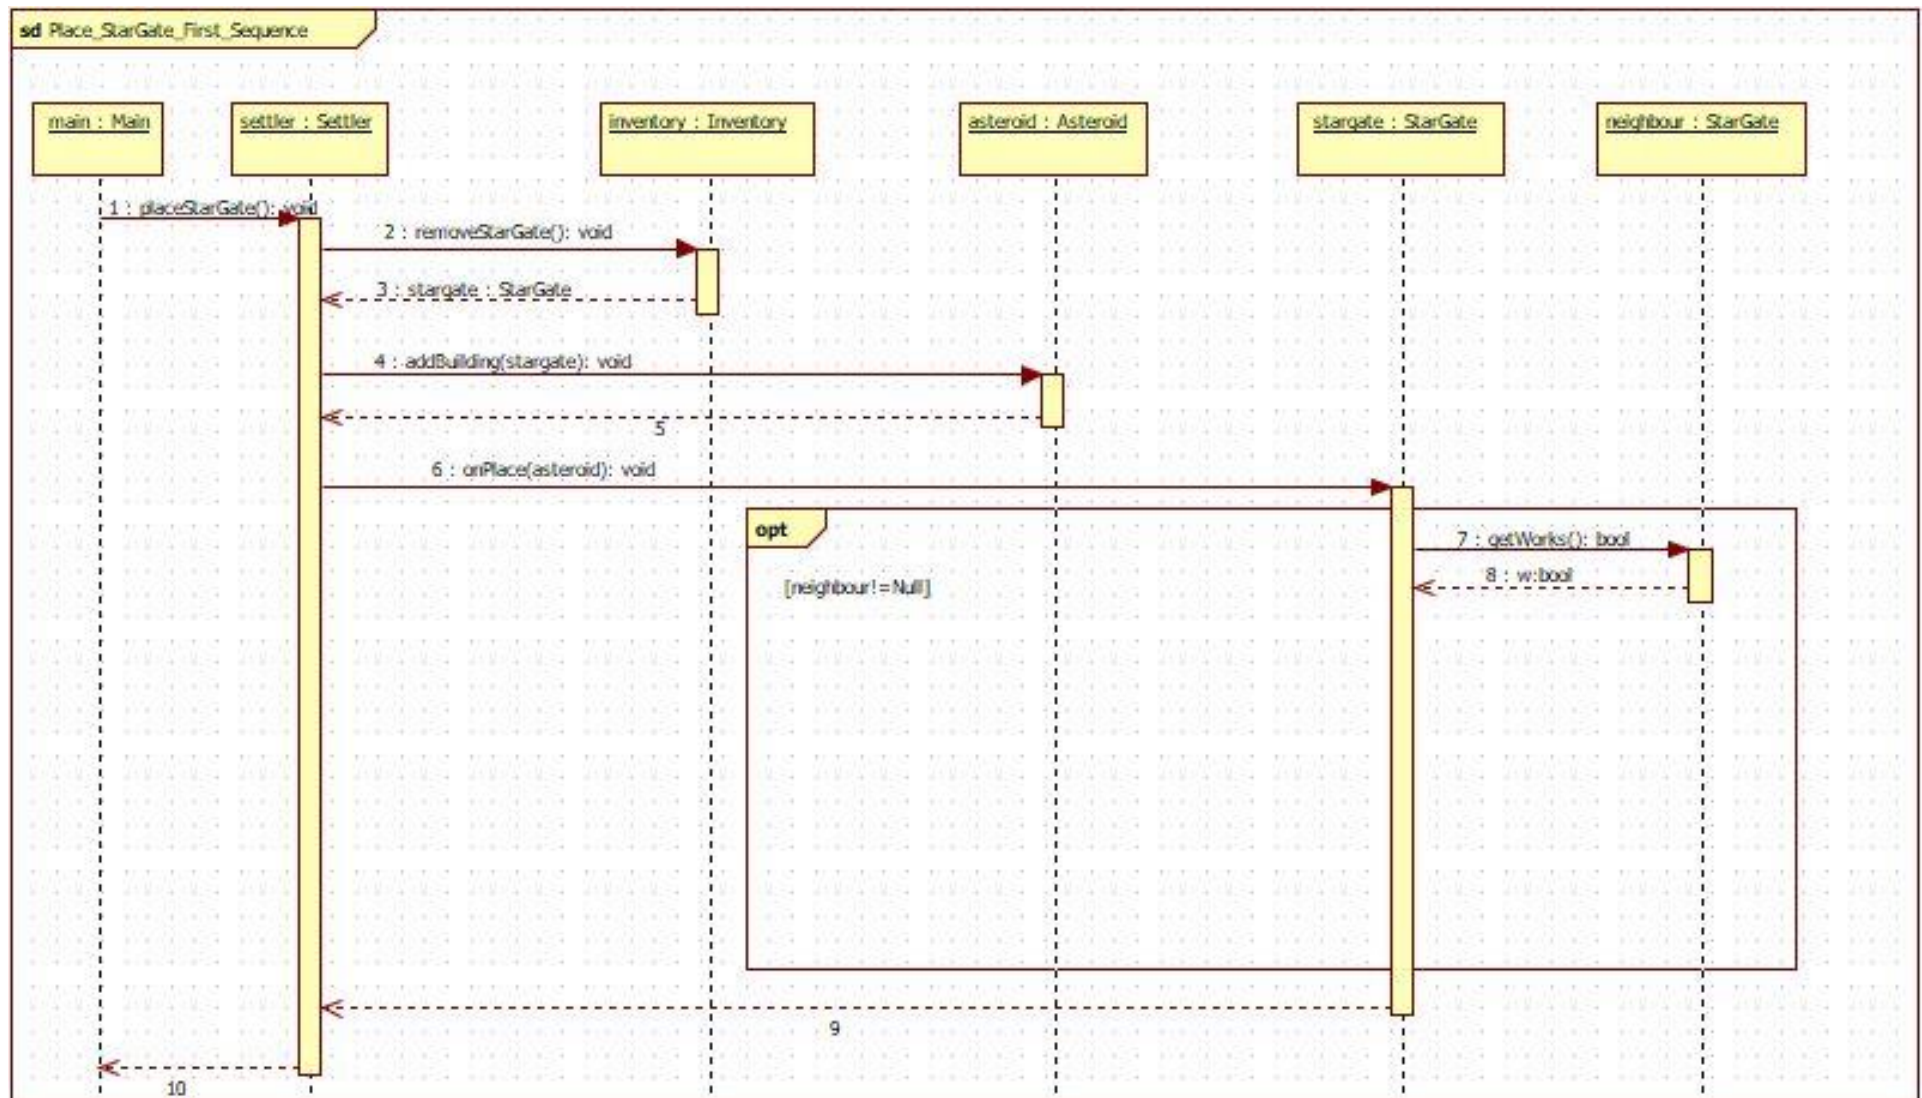 sd Place_StarGate_First_Sequence
main : Main
settler : Settler
inventory : Inventory
asteroid : Asteroid
stargate : StarGate
neighbour : StarGate
1 : placeStarGate(): void
2 : removeStarGate(): void
3 : stargate : StarGate
4 : addBuilding(stargate): void
5
6 : onPlace(asteroid): void
opt
7 : getWorks(): bool
8 : w:bool
[neighbour!=Null]
9
10